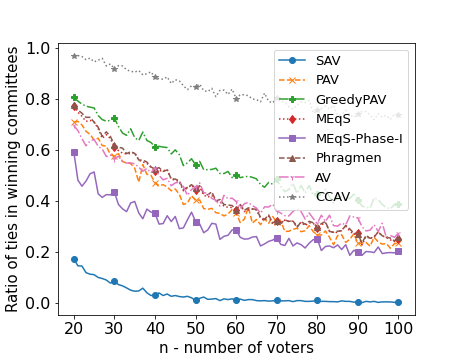 Ratio of ties in winning committees
1.0
0.8
0.6
0.4
0.2
0.0
SAV
PAV
GreedyPAV
MEqS
MEqS-Phase-I
Phragmen
AV
CCAV
20 30 40 50 60 70 80 90 100
n - number of voters